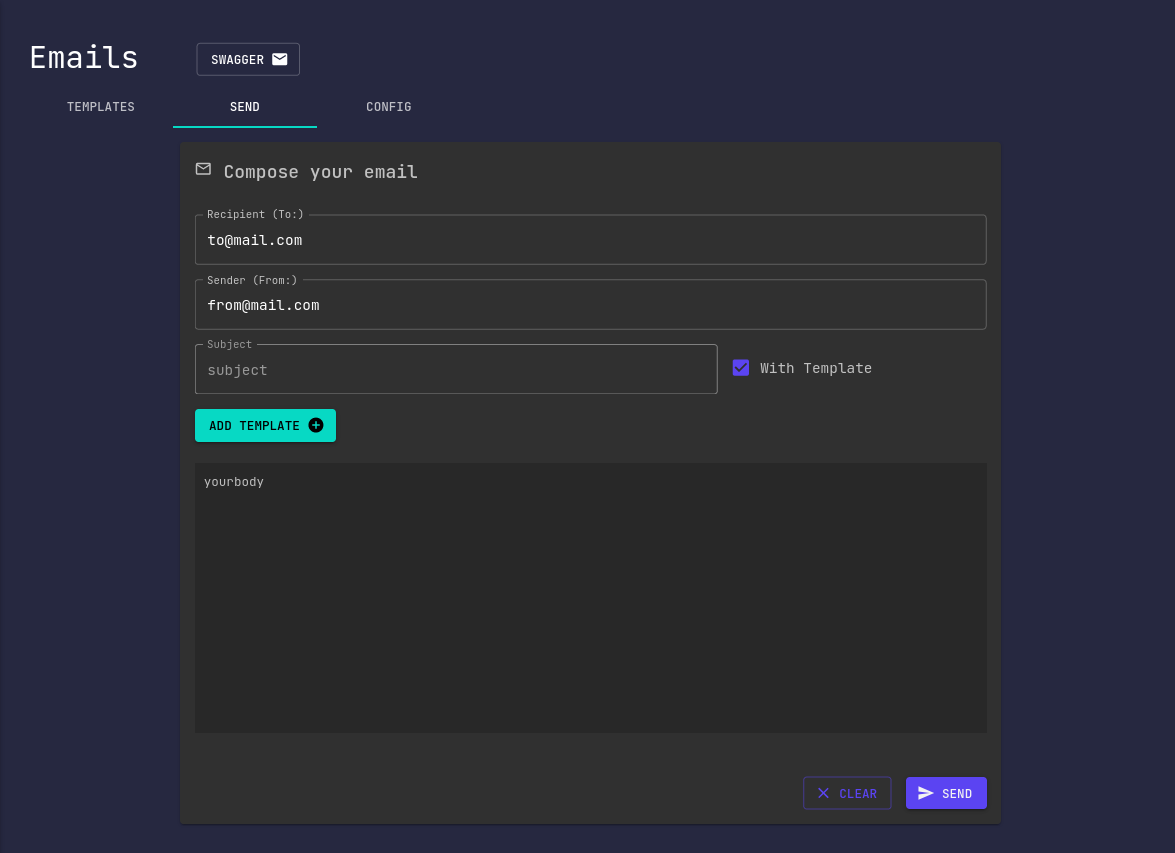 Emails
SWAGGER
TEMPLATES
SEND
CONFIG
Compose your email
Recipient (To:)
to@mail.com
Sender (From:)
from@mail.com
Subject
subject
With Template
ADD TEMPLATE
yourbody
CLEAR
SEND